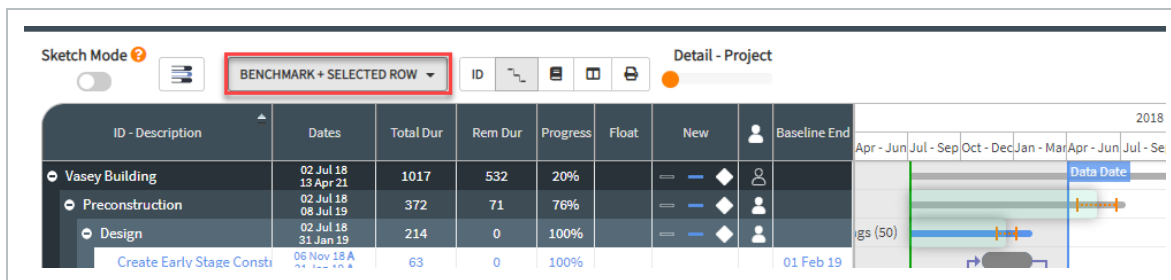 Sketch Mode ?
Detail - Project
BENCHMARK + SELECTED ROW
ID
ID - Description Dates Total Dur Rem Dur Progress Float New Baseline End
2018
Apr - Jun Jul - Sep Oct - Dec Jan - Mar Apr - Jun Jul - Se
Vasey Building 02 Jul 18 1017 532 20% Data Date
13 Apr 21
Preconstruction 02 Jul 18 372 71 76%
08 Jul 19
Design 02 Jul 18 214 0 100% gs (50)
31 Jan 19
Create Early Stage Consti 06 Nov 18 A 63 0 100% 01 Feb 19